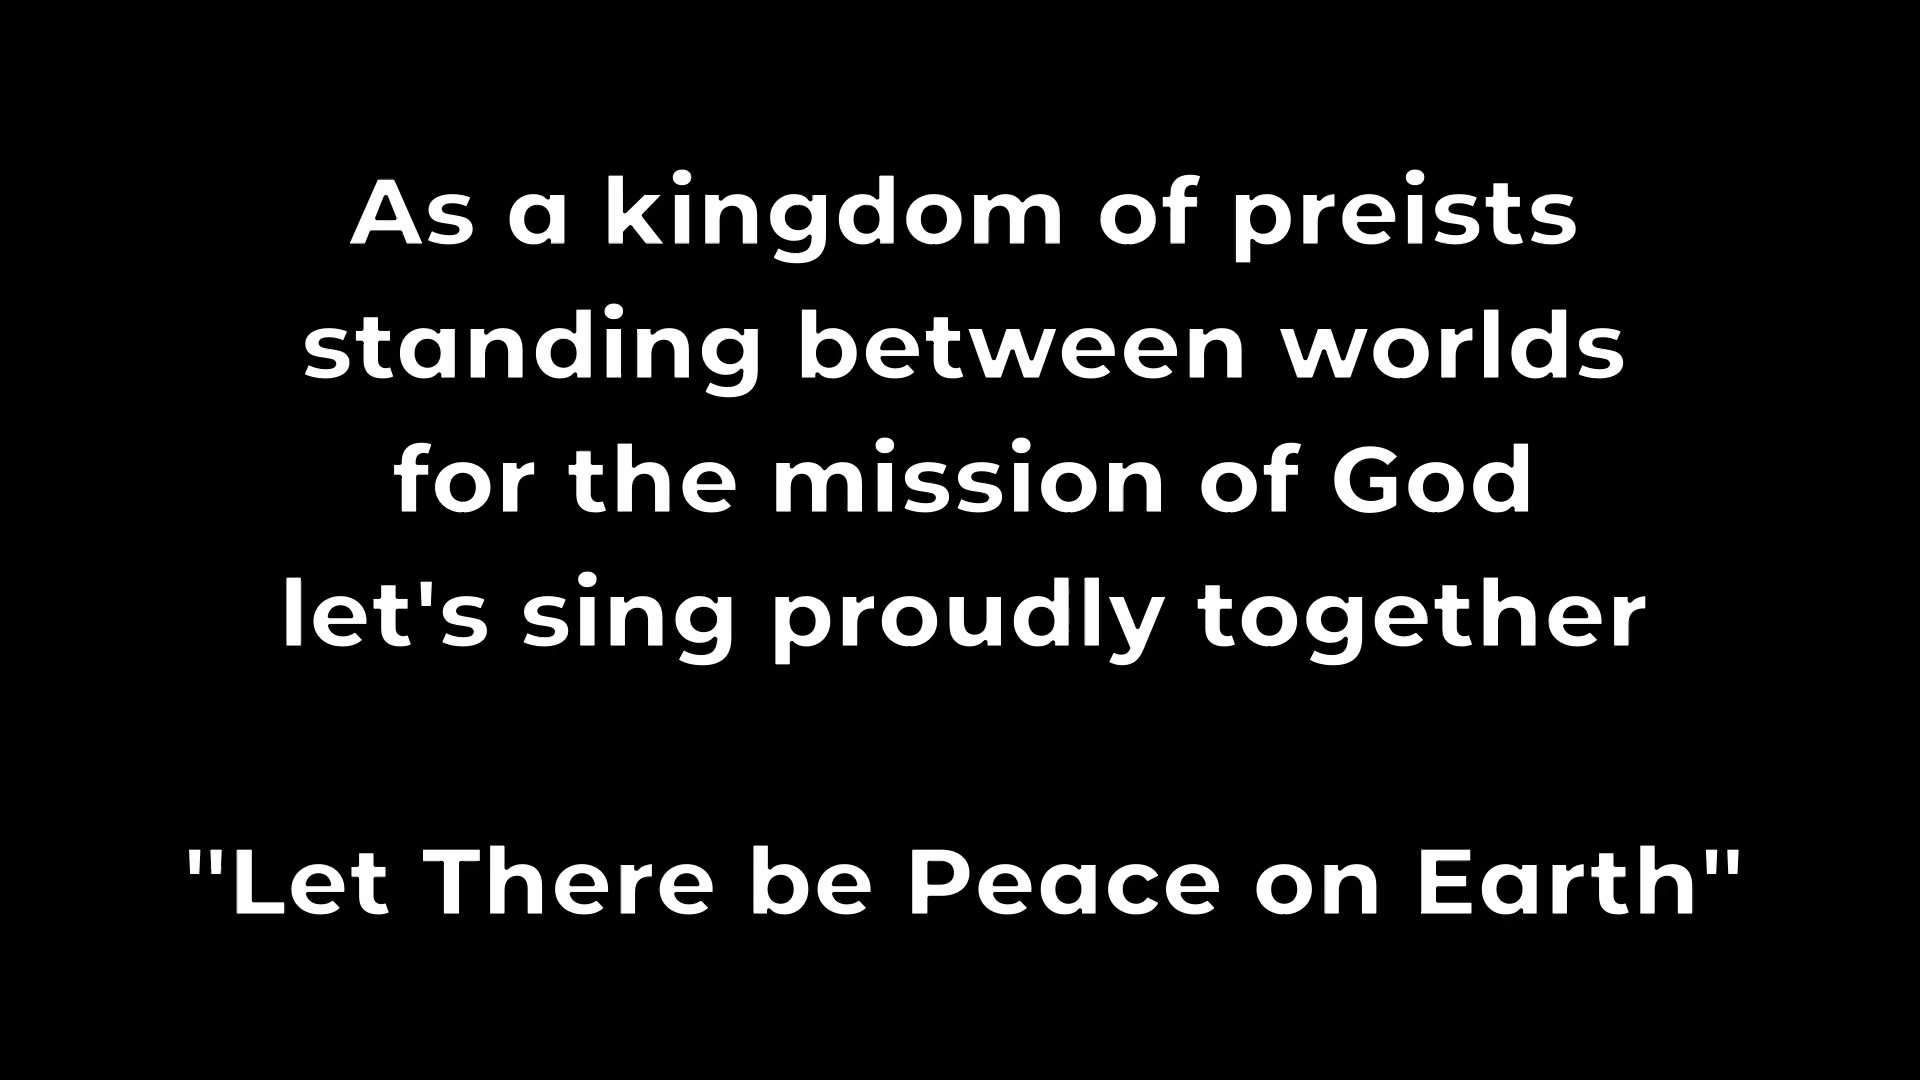 As a kingdom of preists
standing between worlds
for the mission of God
let's sing proudly together
"Let There be Peace on Earth"